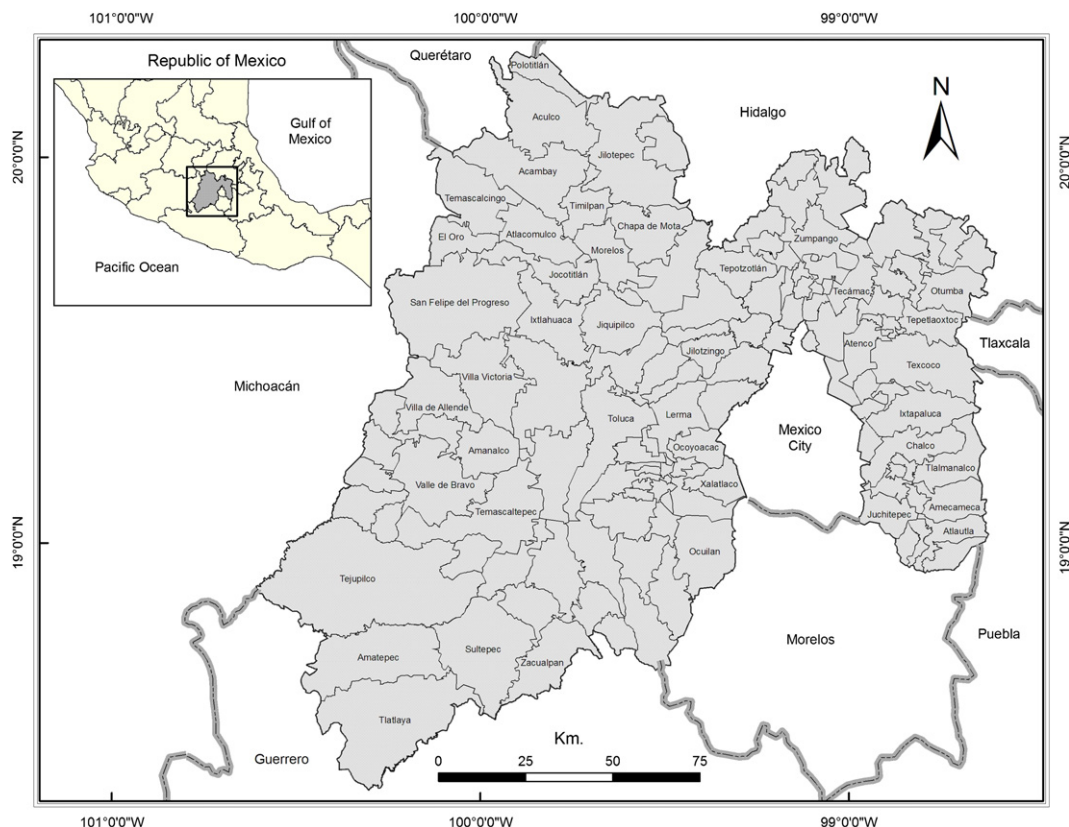 101°0'0"W
100°0'0"W
99°0'0"W
Republic of Mexico
Gulf of
Mexico
Pacific Ocean
Querétaro
Hidalgo
N
20°0'0"N
20°0'0"N
Polotitlán
Aculco
Jilotepec
Acambay
Temascalcingo
Timilpan
Chapa de Mota
El Oro
Atlacomulco
Morelos
Zumpango
Jocotitlán
Tepotzotlán
Tecámac
Otumba
San Felipe del Progreso
Ixtlahuaca
Jiquipilco
Tepetlaoxtoc
Tlaxcala
Jilotzingo
Atenco
Texcoco
Michoacán
Villa Victoria
Villa de Allende
Toluca
Lerma
Ixtapaluca
Mexico
City
Amanalco
Ocoyoacac
Chalco
Tlalmanalco
Valle de Bravo
Xalatlaco
Temascaltepec
Juchitepec
Amecameca
Atlautla
19°0'0"N
19°0'0"N
Ocuilan
Tejupilco
Puebla
Morelos
Amatepec
Sultepec
Zacualpan
Tlatlaya
Guerrero
Km.
0
25
50
75
101°0'0"W
100°0'0"W
99°0'0"W